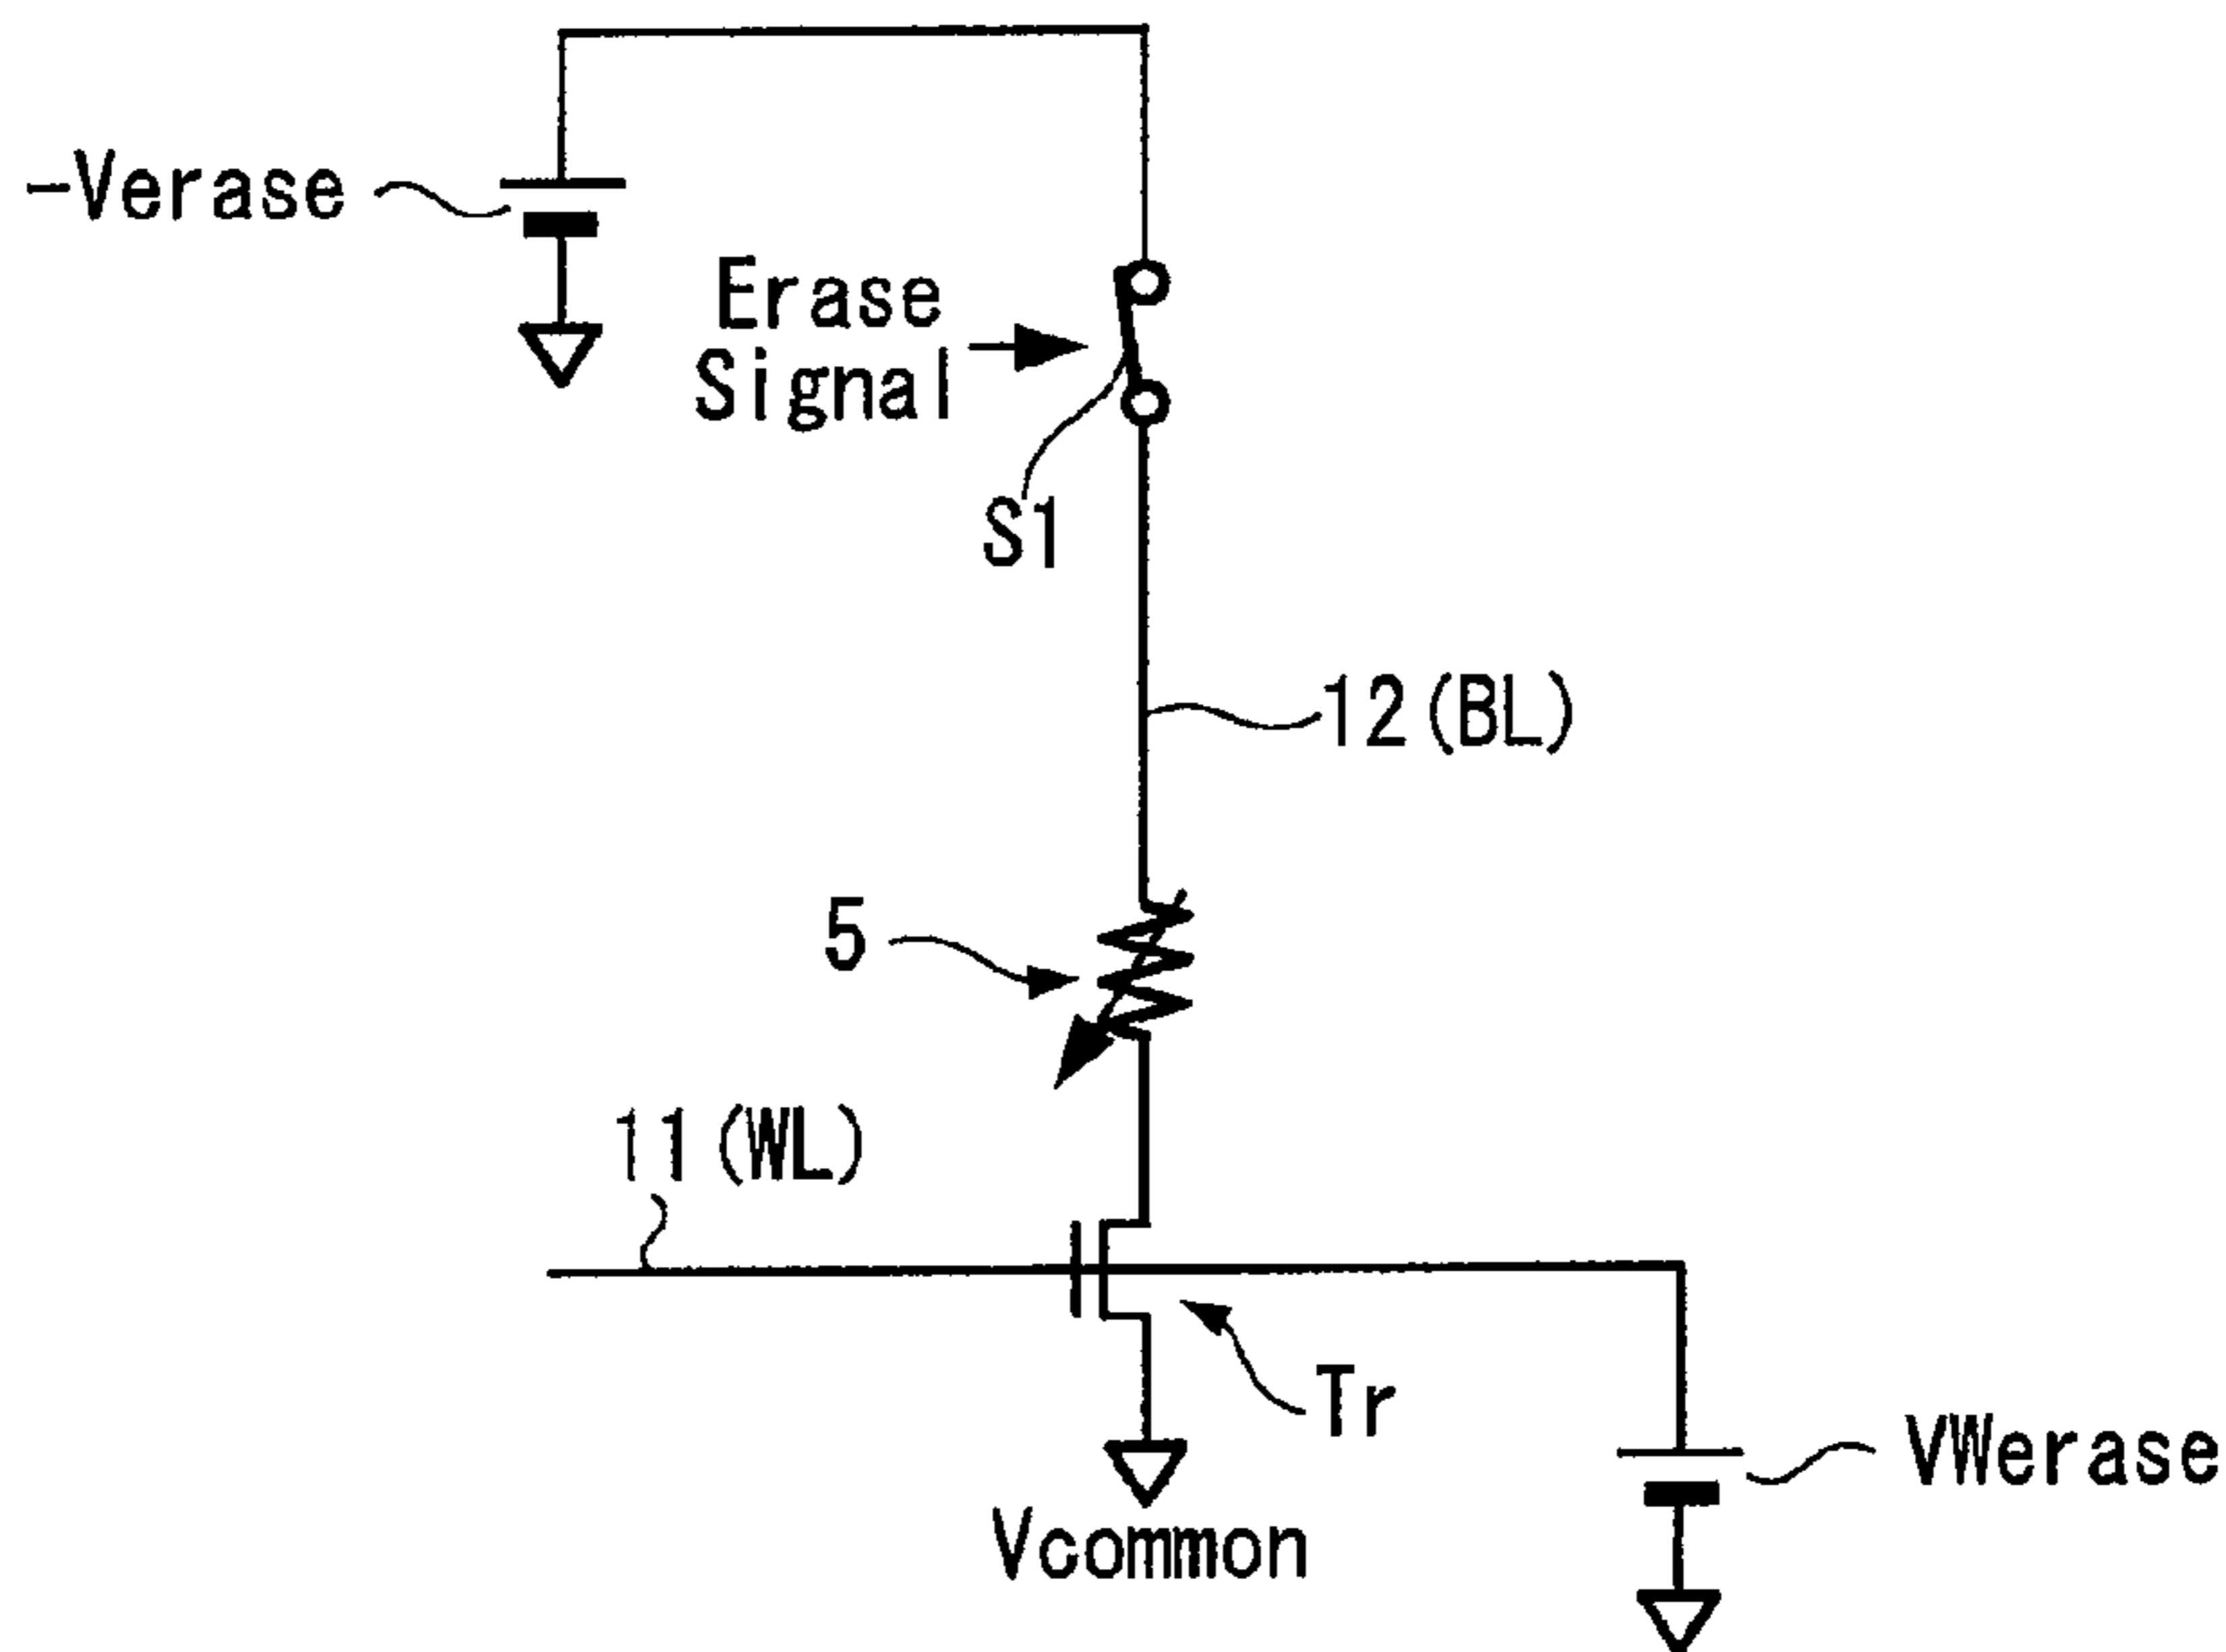 -Verase
Erase
Signal
S1
12(BL)
5
11(WL)
Tr
VWerase
Vcommon